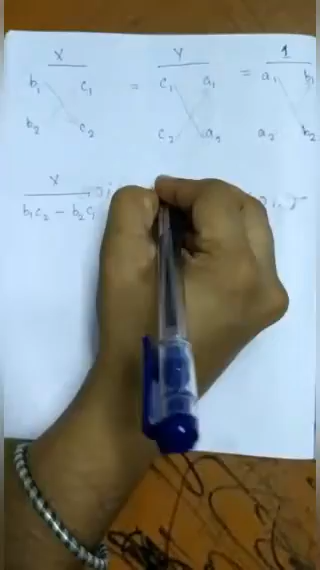 x y 1
b₁ c₁ = c₁ a₁ = a₁ b₁
b₂ c₂ c₂ a₂ a₂ b₂
x
b₁c₂ - b₂c₁